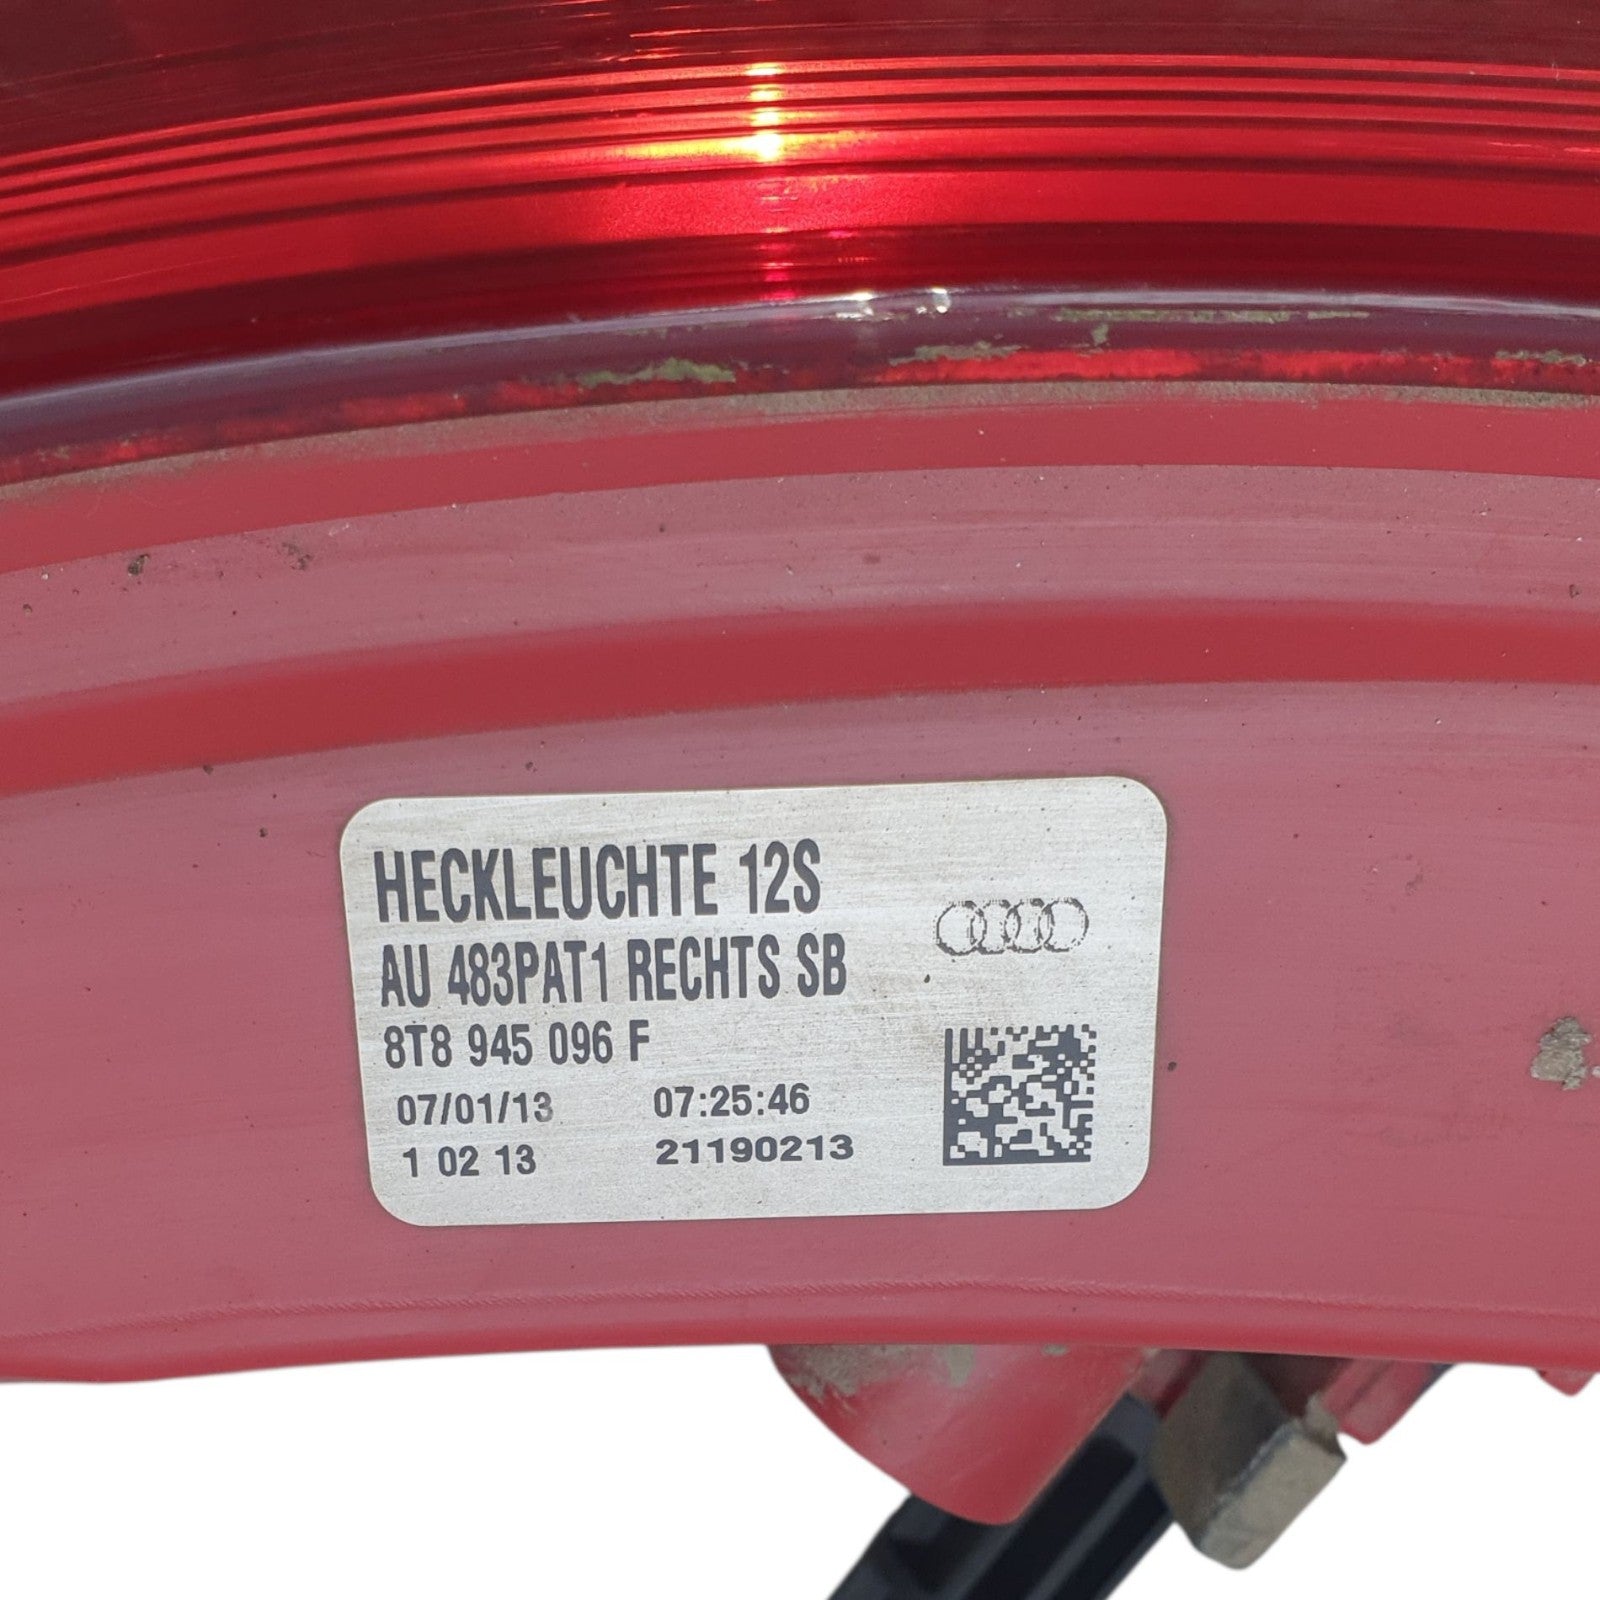 HECKLEUCHTE 12S
AU 483PAT1 RECHTS SB
8T8 945 096 F
07/01/13 07:25:46
1 02 13 21190213